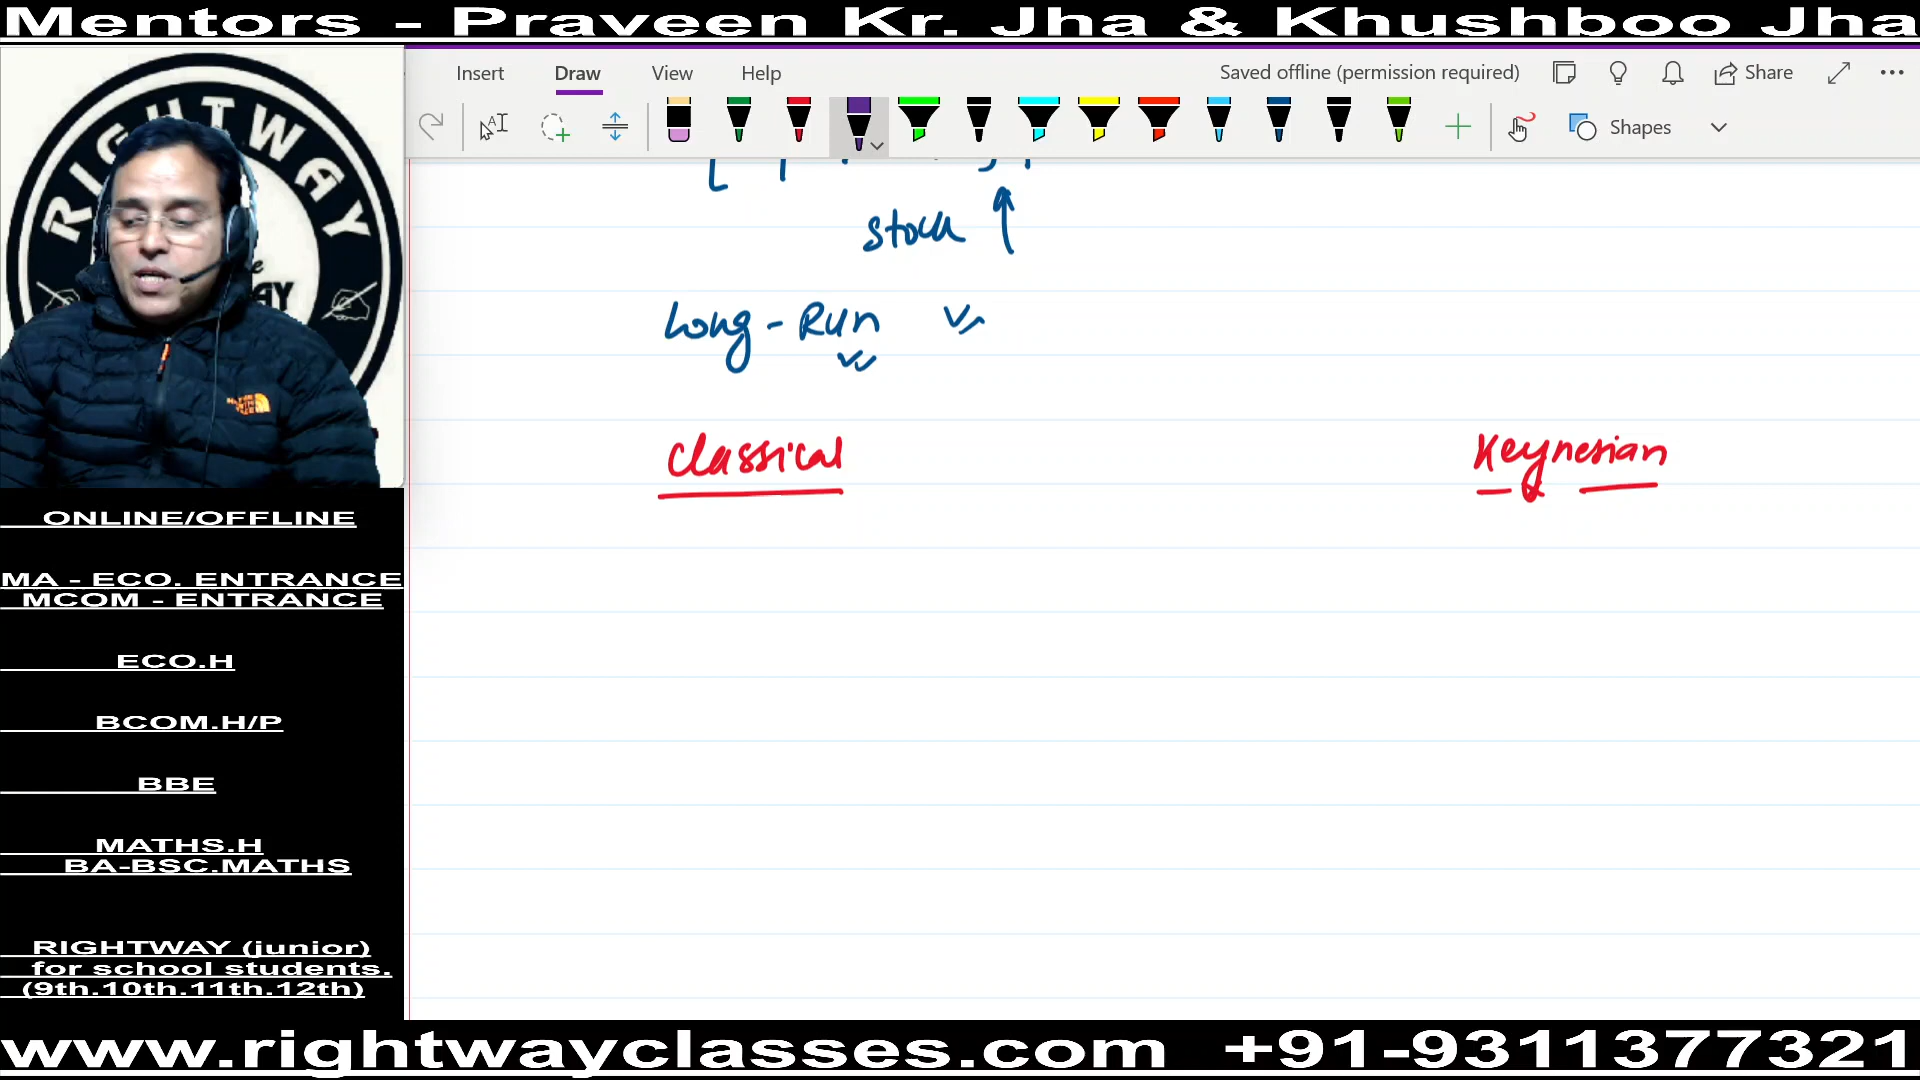 Mentors - Praveen Kr. Jha & Khushboo Jha
Insert Draw View Help Saved offline (permission required) Share
Shapes
RIGHTWAY
stock ↑
Long-Run
Classical Keynesian
ONLINE/OFFLINE
MA - ECO. ENTRANCE
MCOM - ENTRANCE
ECO.H
BCOM.H/P
BBE
MATHS.H
BA-BSC.MATHS
RIGHTWAY (junior)
for school students.
(9th.10th.11th.12th)
www.rightwayclasses.com +91-9311377321